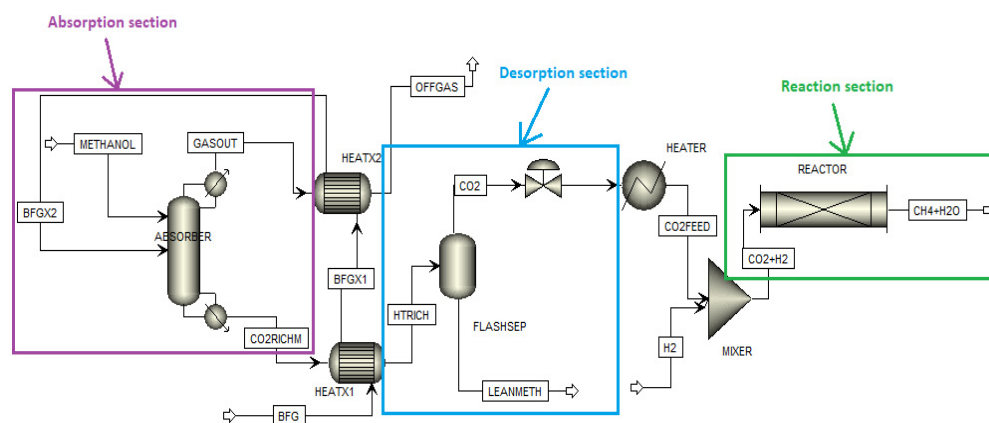 Absorption section
Desorption section
Reaction section
OFFGAS
METHANOL
GASOUT
HEATX2
HEATER
REACTOR
CO2
BFGX2
ABSORBER
CO2FEED
CH4+H2O
CO2+H2
BFGX1
HTRICH
FLASHSEP
CO2RICHM
H2
MIXER
HEATX1
LEANMETH
BFG